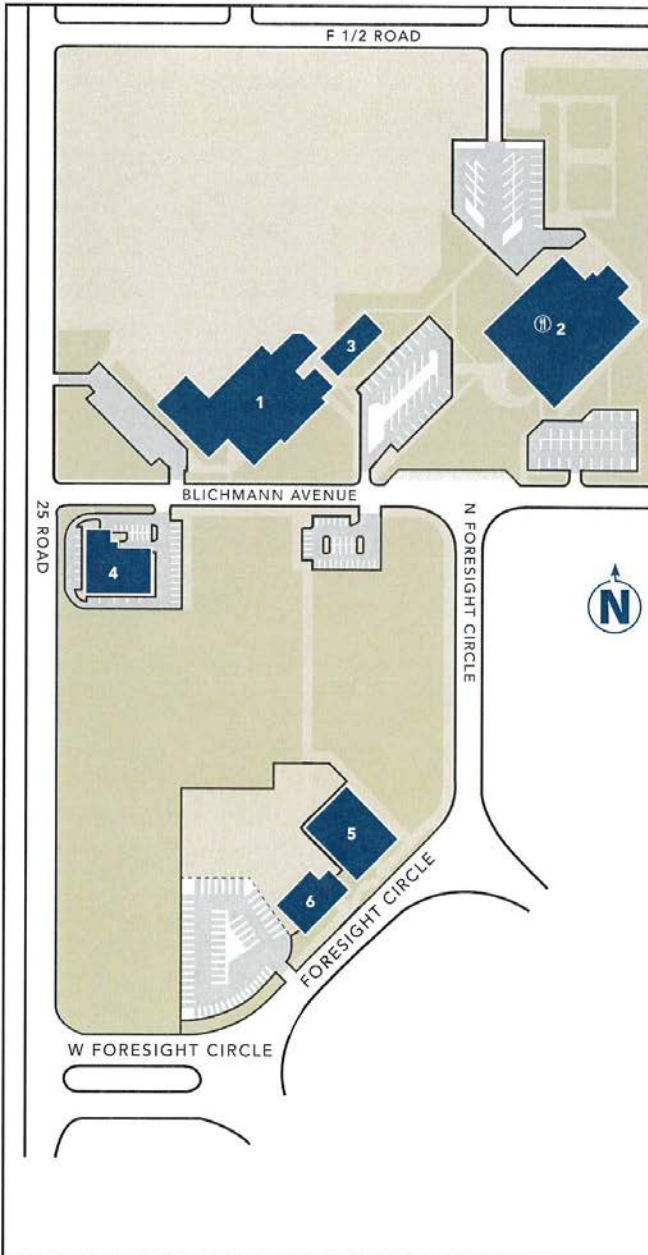 F 1/2 ROAD
2
3
1
BLICHMANN AVENUE
25 ROAD
N FORESIGHT CIRCLE
4
N
5
6
FORESIGHT CIRCLE
W FORESIGHT CIRCLE